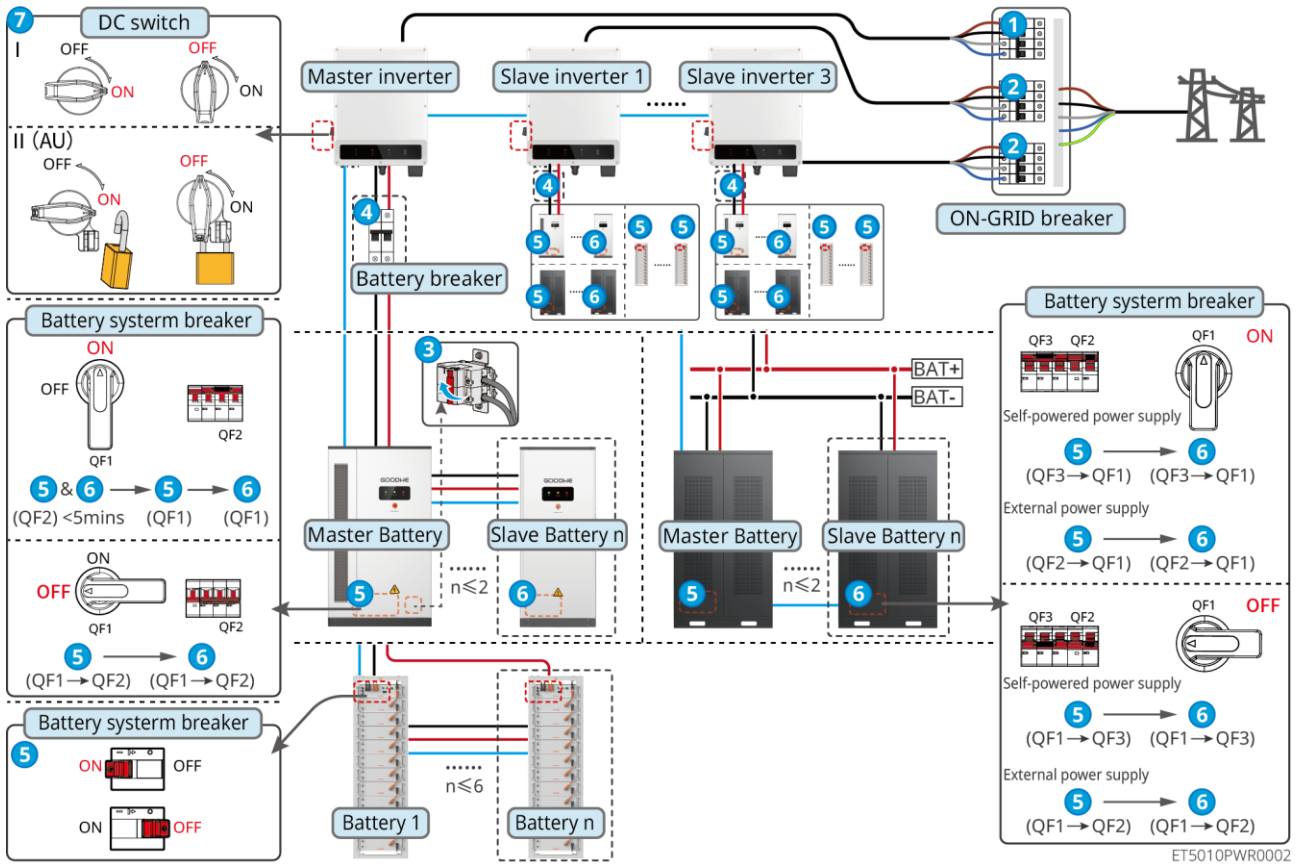 7
DC switch
I
OFF
ON
OFF
ON
II (AU)
OFF
ON
OFF
ON
Master inverter
Slave inverter 1
......
Slave inverter 3
1
2
2
ON-GRID breaker
4
Battery breaker
4
5
......
6
5
......
5
5
......
6
4
5
......
6
5
......
5
5
......
6
Battery systerm breaker
ON
OFF
QF1
QF2
5 & 6 → 5 → 6
(QF2) <5mins (QF1) (QF1)
ON
OFF
QF1
QF2
5 → 6
(QF1→QF2) (QF1→QF2)
3
GOODWE
GOODWE
Master Battery
Slave Battery n
......
n≤2
5
6
BAT+
BAT-
Master Battery
Slave Battery n
......
n≤2
5
6
Battery systerm breaker
QF3 QF2
QF1
ON
Self-powered power supply
5 → 6
(QF3→QF1) (QF3→QF1)
External power supply
5 → 6
(QF2→QF1) (QF2→QF1)
QF3 QF2
QF1
OFF
Self-powered power supply
5 → 6
(QF1→QF3) (QF1→QF3)
External power supply
5 → 6
(QF1→QF2) (QF1→QF2)
Battery systerm breaker
5
ON
OFF
ON
OFF
......
n≤6
Battery 1
Battery n
ET5010PWR0002